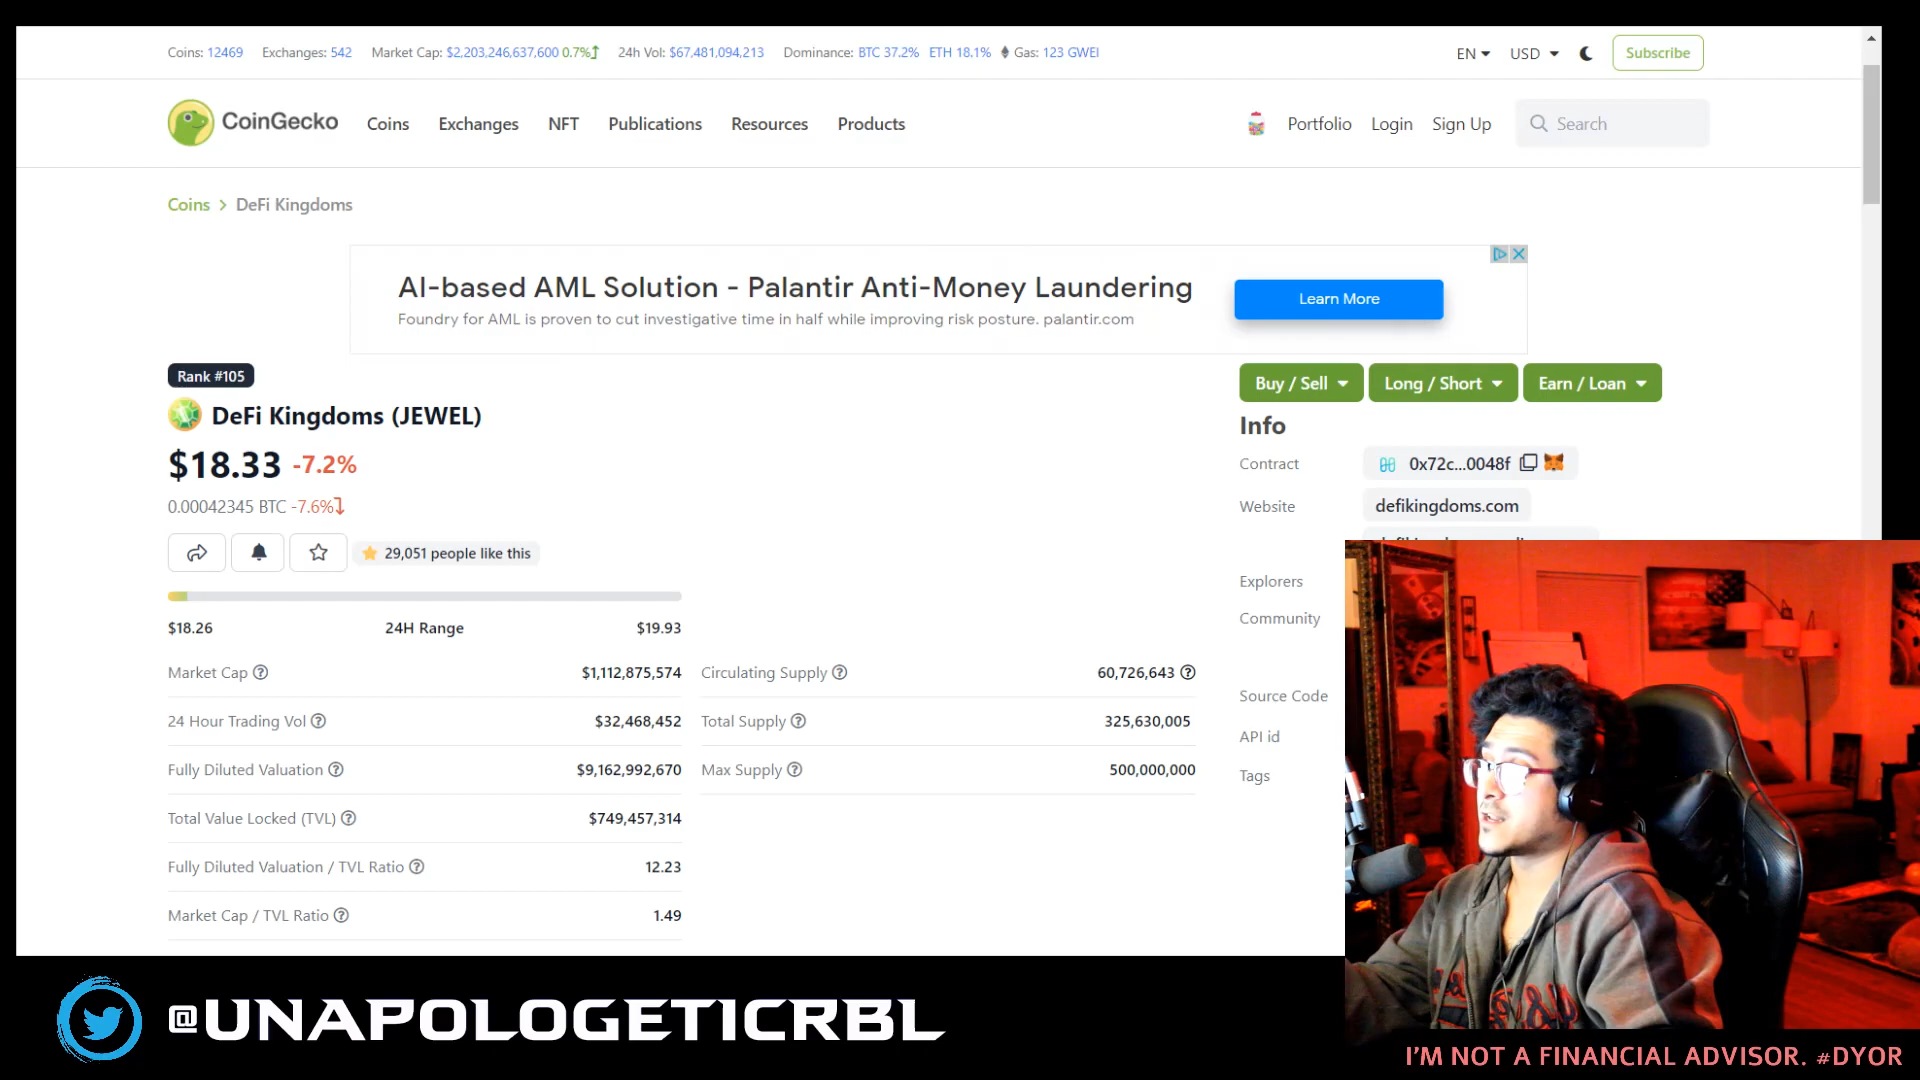 Coins: 12469 Exchanges: 542 Market Cap: $2,203,246,637,600 0.7% 24h Vol: $67,481,094,213 Dominance: BTC 37.2% ETH 18.1% Gas: 123 GWEI EN USD Subscribe
CoinGecko Coins Exchanges NFT Publications Resources Products Portfolio Login Sign Up Search
Coins > DeFi Kingdoms
AI-based AML Solution - Palantir Anti-Money Laundering
Foundry for AML is proven to cut investigative time in half while improving risk posture. palantir.com
Learn More
Rank #105
DeFi Kingdoms (JEWEL)
$18.33 -7.2%
0.00042345 BTC -7.6%
29,051 people like this
$18.26 24H Range $19.93
Market Cap $1,112,875,574
24 Hour Trading Vol $32,468,452
Fully Diluted Valuation $9,162,992,670
Total Value Locked (TVL) $749,457,314
Fully Diluted Valuation / TVL Ratio 12.23
Market Cap / TVL Ratio 1.49
Circulating Supply 60,726,643
Total Supply 325,630,005
Max Supply 500,000,000
Buy / Sell Long / Short Earn / Loan
Info
Contract 0x72c...0048f
Website defikingdoms.com
Explorers
Community
Source Code
API id
Tags
@UNAPOLOGETICRBL
I'M NOT A FINANCIAL ADVISOR. #DYOR